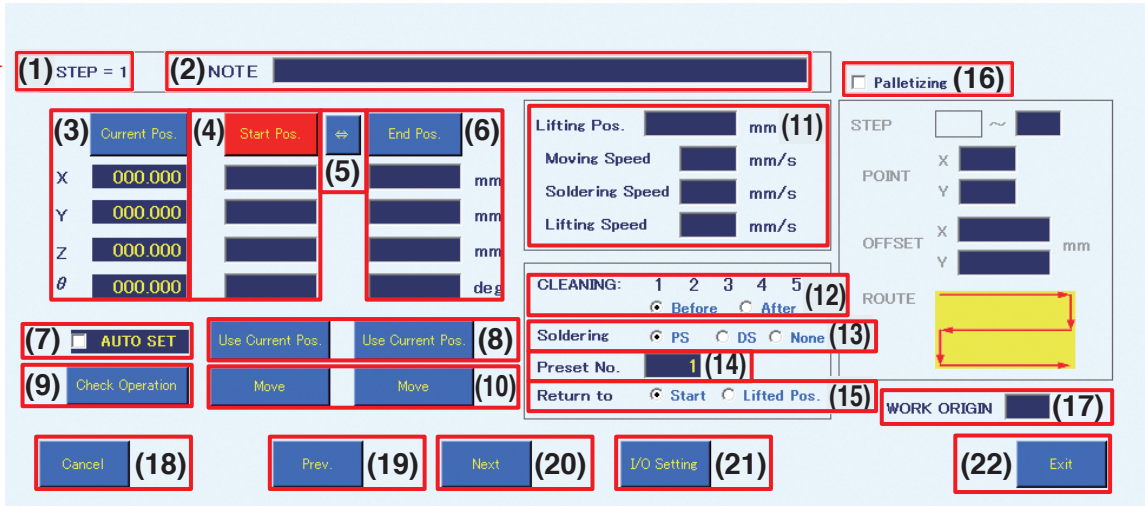 (1) STEP = 1 (2) NOTE
Palletizing (16)
(3) Current Pos. (4) Start Pos. ⇔ (5) End Pos. (6)
X 000.000 mm
Y 000.000 mm
Z 000.000 mm
θ 000.000 deg
Lifting Pos. mm (11)
Moving Speed mm/s
Soldering Speed mm/s
Lifting Speed mm/s
STEP ~
POINT X
Y
OFFSET X
Y mm
ROUTE
CLEANING: 1 2 3 4 5 (12)
Before After
Soldering PS DS None (13)
Preset No. 1 (14)
Return to Start Lifted Pos. (15)
(7) AUTO SET Use Current Pos. Use Current Pos. (8)
(9) Check Operation Move Move (10)
WORK ORIGIN (17)
Cancel (18) Prev. (19) Next (20) I/O Setting (21) (22) Exit